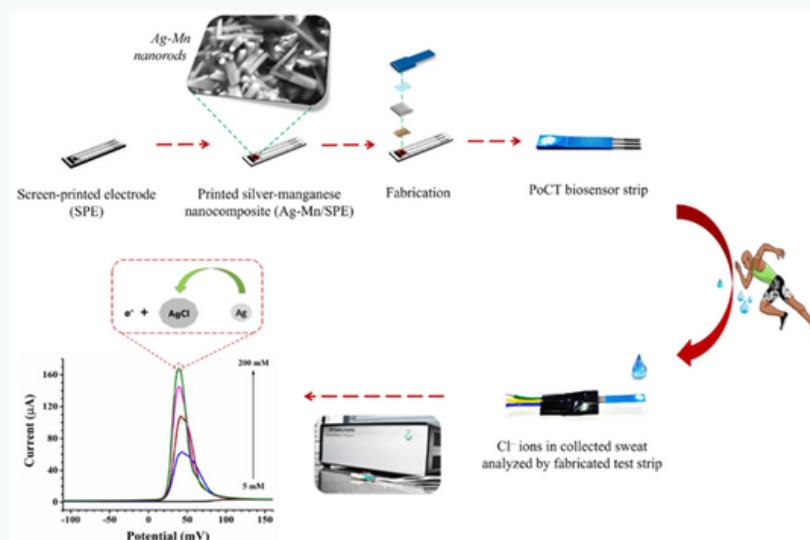 Ag-Mn
nanorods
Screen-printed electrode
(SPE)
Printed silver-manganese
nanocomposite (Ag-Mn/SPE)
Fabrication
PoCT biosensor strip
e⁻ +
AgCl
Ag
Cl⁻ ions in collected sweat
analyzed by fabricated test strip
Current (µA)
160
120
80
40
0
200 mM
5 mM
-100
-50
0
50
100
150
Potential (mV)